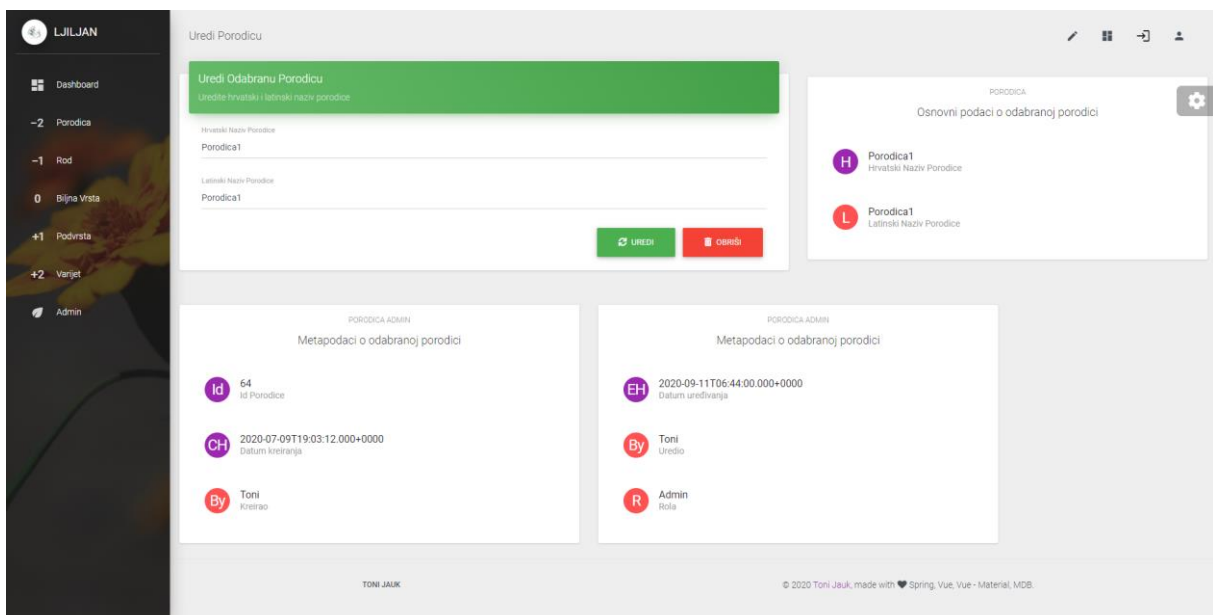 LJILJAN
Dashboard
−2 Porodica
−1 Rod
0 Biljna Vrsta
+1 Podvrsta
+2 Varijet
Admin
Uredi Porodicu
Uredi Odabranu Porodicu
Uredite hrvatski i latinski naziv porodice
Hrvatski Naziv Porodice
Porodica1
Latinski Naziv Porodice
Porodica1
UREDI
OBRIŠI
PORODICA
Osnovni podaci o odabranoj porodici
H
Porodica1
Hrvatski Naziv Porodice
L
Porodica1
Latinski Naziv Porodice
PORODICA ADMIN
Metapodaci o odabranoj porodici
Id
64
Id Porodice
CH
2020-07-09T19:03:12.000+0000
Datum kreiranja
By
Toni
Kreirao
PORODICA ADMIN
Metapodaci o odabranoj porodici
EH
2020-09-11T06:44:00.000+0000
Datum uređivanja
By
Toni
Uredio
R
Admin
Rola
TONI JAUK
© 2020 Toni Jauk, made with ♥ Spring, Vue, Vue - Material, MDB.